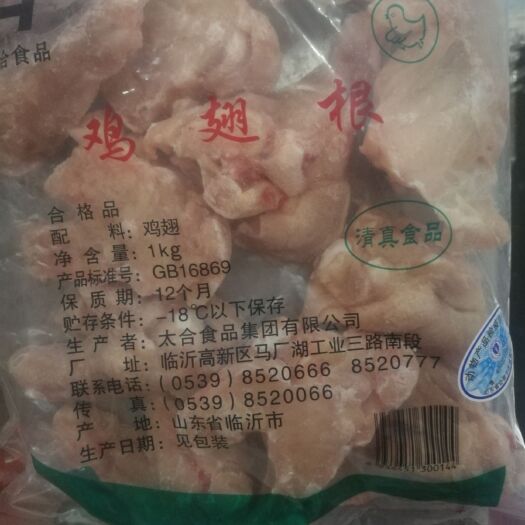 食品
鸡翅根
清真食品
合格品
配 料: 鸡翅
净含量: 1kg
产品标准号: GB16869
保质期: 12个月
贮存条件: -18℃以下保存
生产者: 太合食品集团有限公司
厂 址: 临沂高新区马厂湖工业三路南段
联系电话: (0539) 8520666 8520777
传 真: (0539) 8520066
产 地: 山东省临沂市
生产日期: 见包装